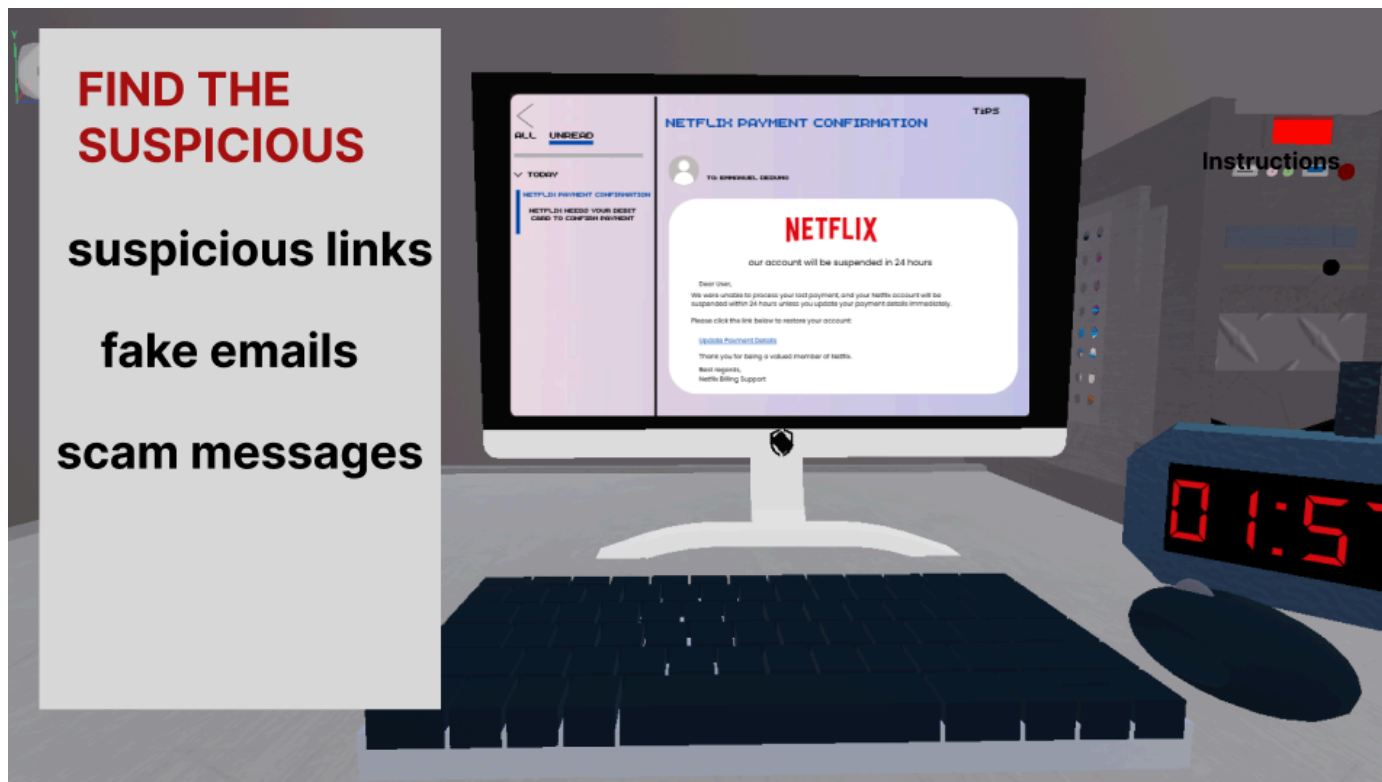 FIND THE
SUSPICIOUS
suspicious links
fake emails
scam messages
ALL UNREAD
TODAY
NETFLIX PAYMENT CONFIRMATION
NETFLIX NEEDS YOUR DEBIT
CARD TO CONFIRM PAYMENT
NETFLIX PAYMENT CONFIRMATION
TiPS
TO: EMMANUEL DEDUMO
NETFLIX
our account will be suspended in 24 hours
Dear User,
We were unable to process your last payment, and your Netflix account will be
suspended within 24 hours unless you update your payment details immediately.
Please click the link below to restore your account:
Update Payment Details
Thank you for being a valued member of Netflix.
Best regards,
Netflix Billing Support
Instructions
01:5